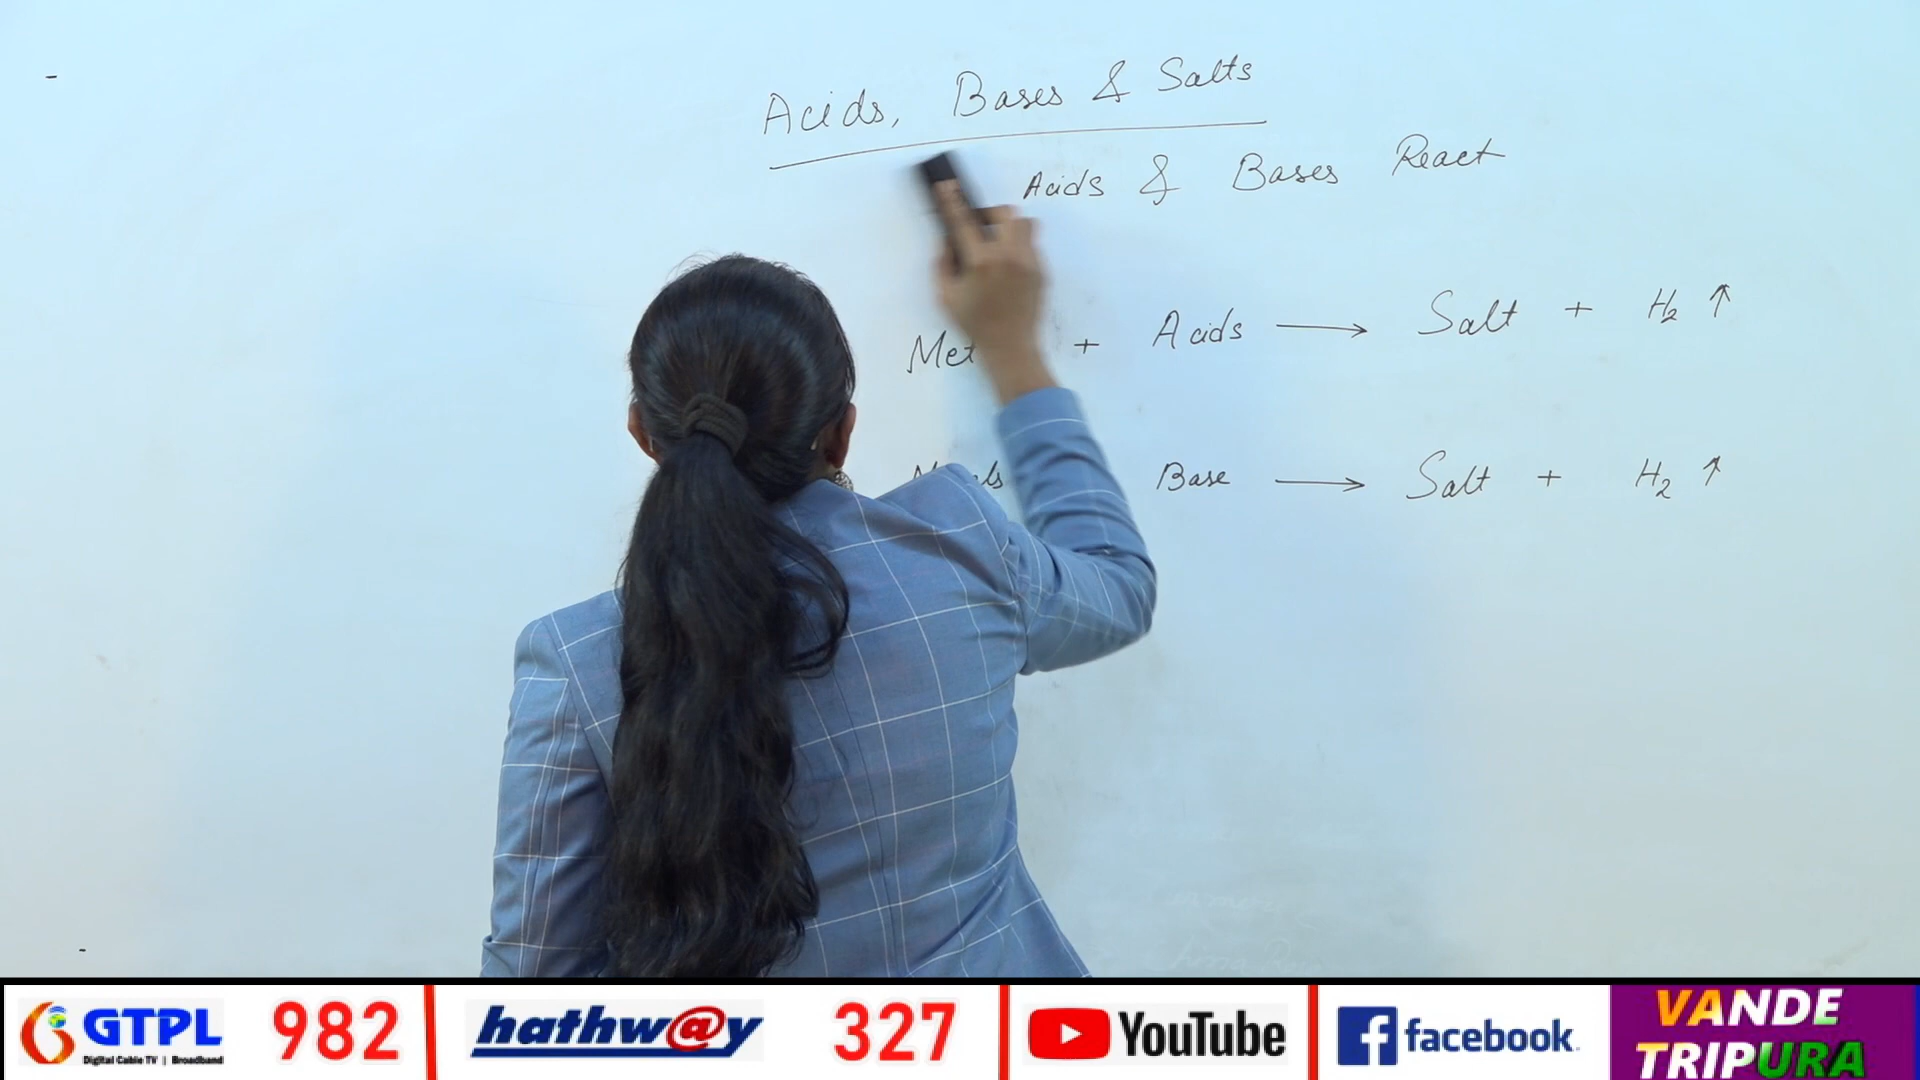 Acids, Bases & Salts
Acids & Bases React
Met + Acids → Salt + H₂ ↑
Base → Salt + H₂ ↑
GTPL
Digital Cable TV | Broadband
982
hathw@y
327
YouTube
facebook.
VANDE
TRIPURA